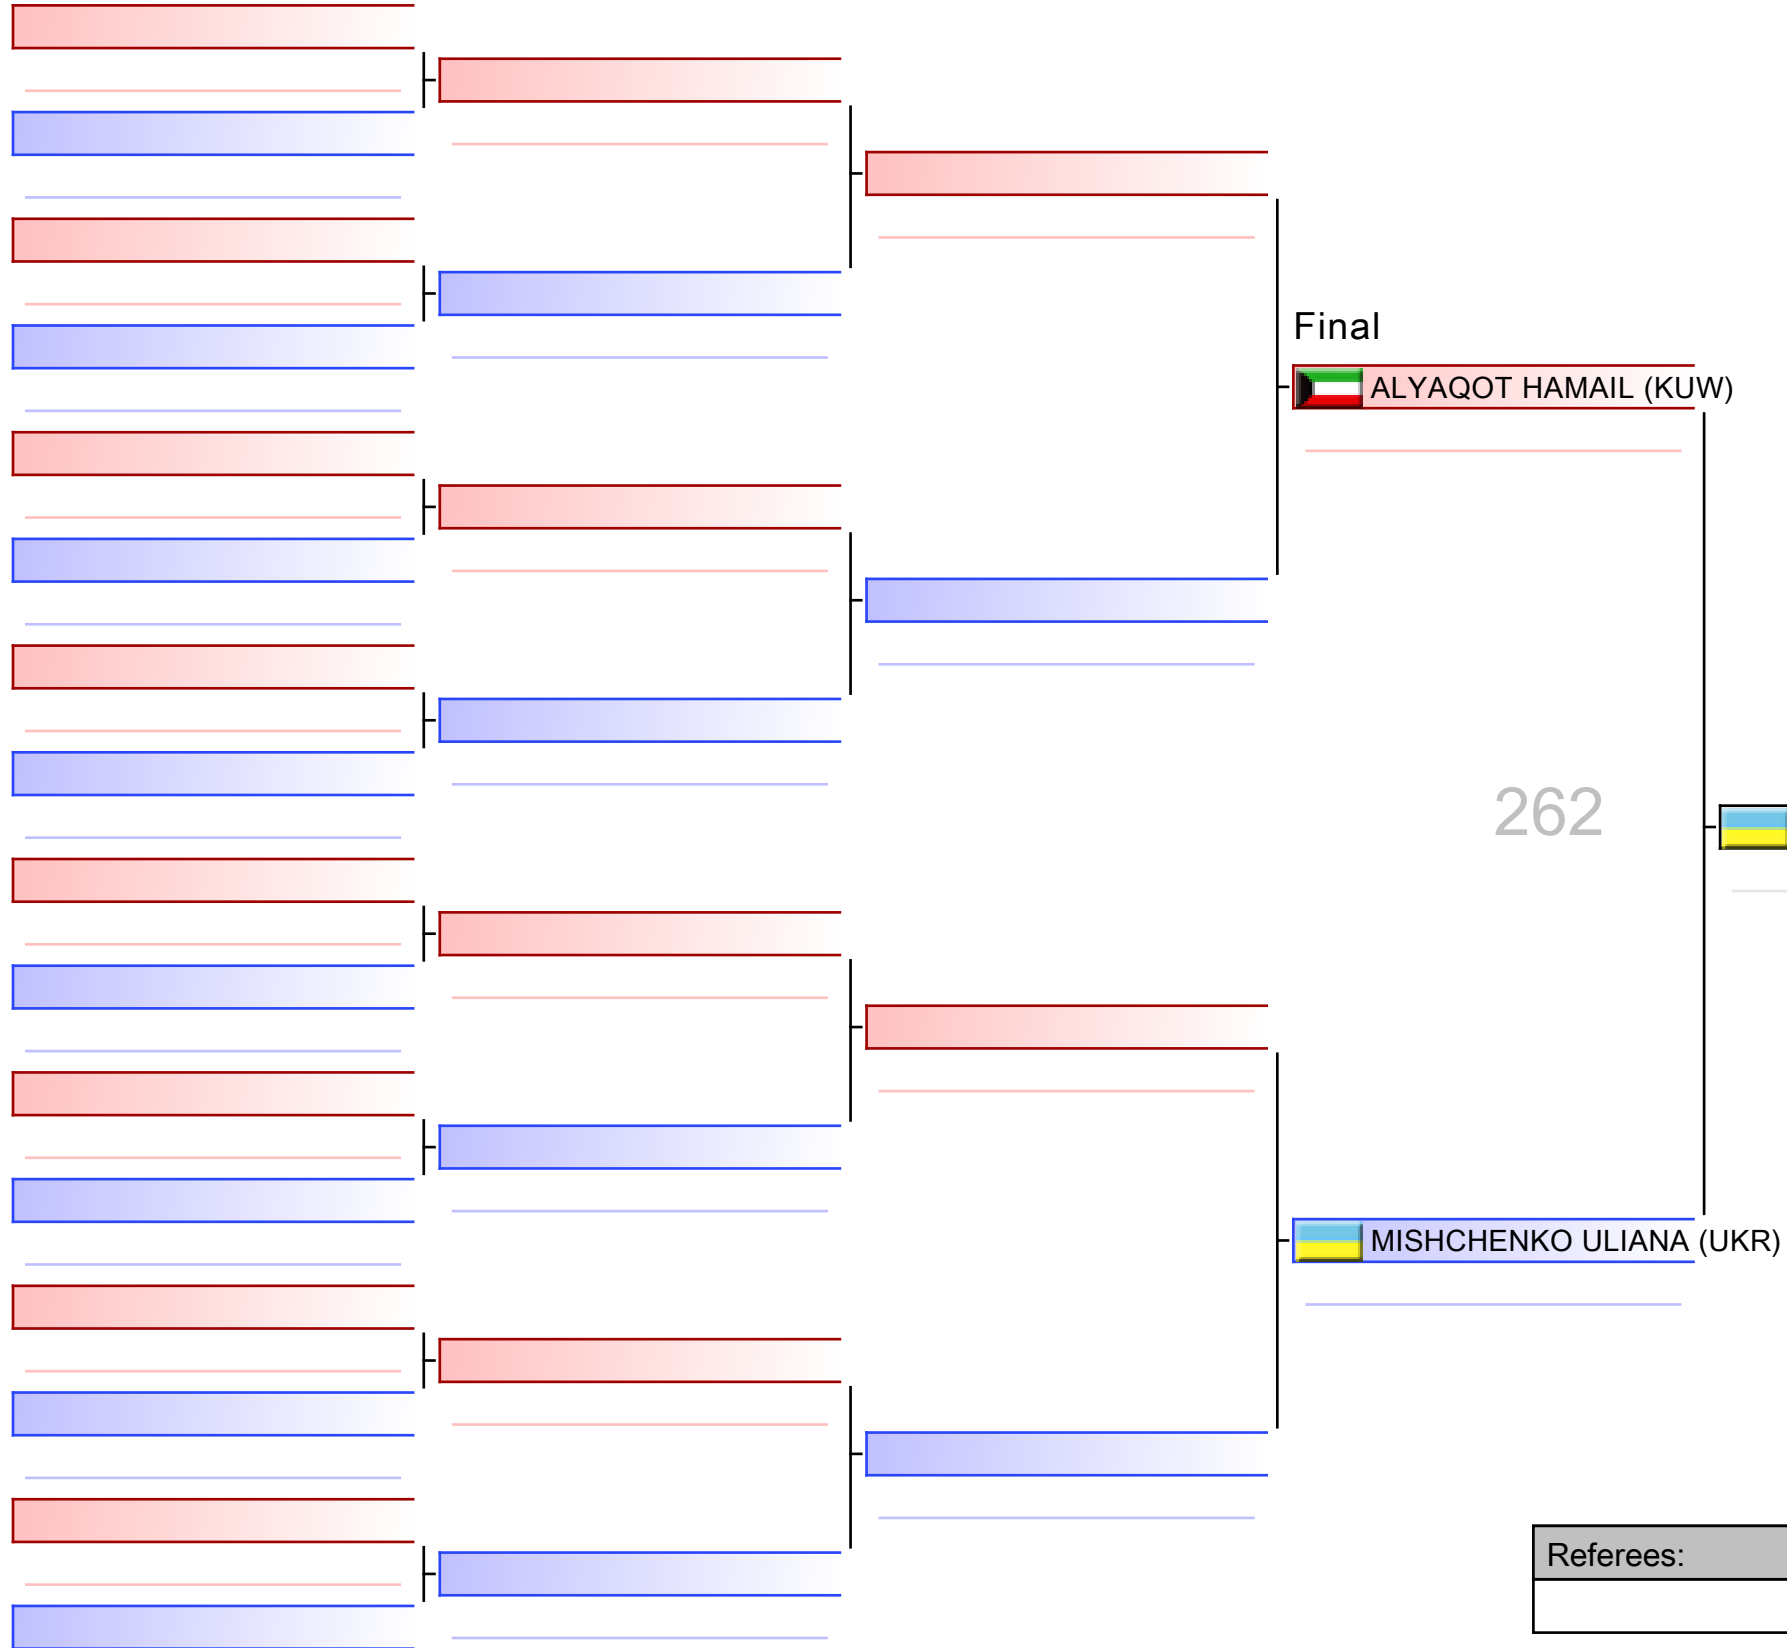 Final
ALYAQOT HAMAIL (KUW)
262
MISHCHENKO ULIANA (UKR)
Referees: